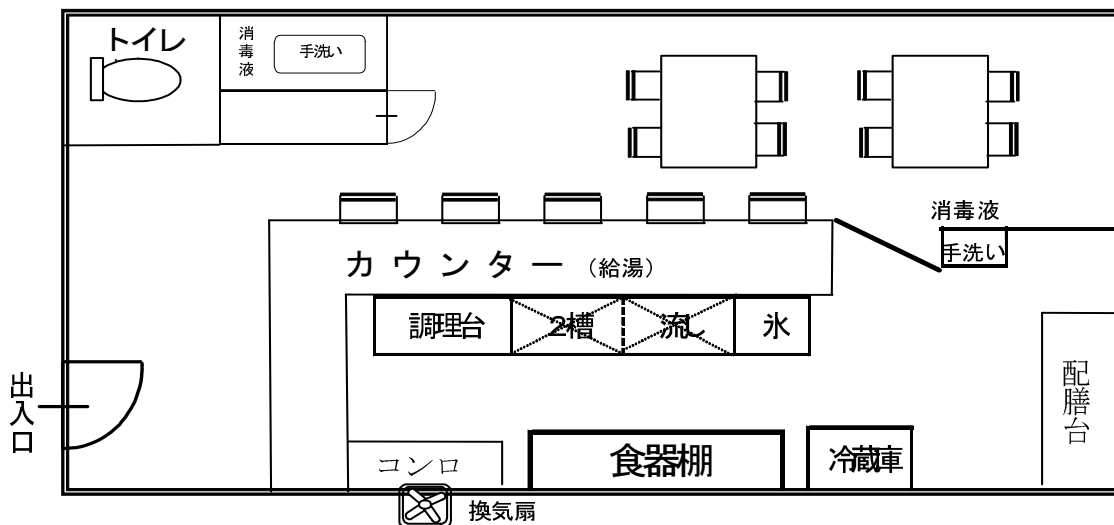 トイレ
消毒液
手洗い
消毒液
手洗い
カウンター（給湯）
調理台
2槽
流し
氷
出入口
配膳台
コンロ
食器棚
冷蔵庫
換気扇